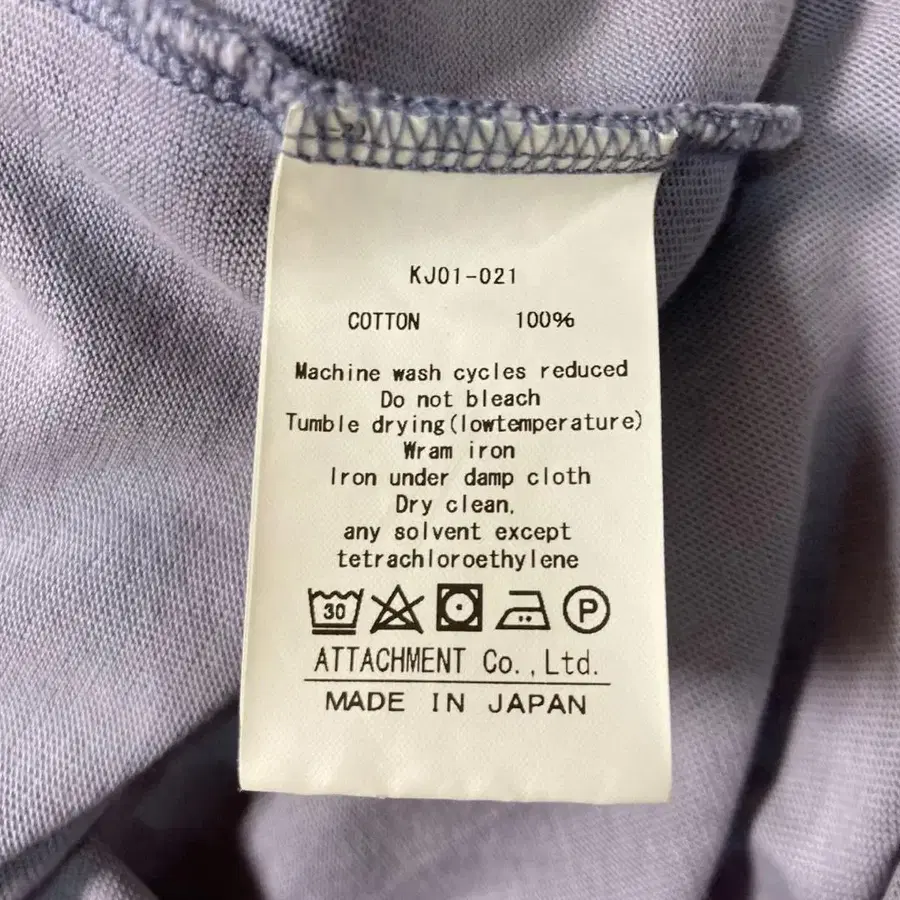 KJ01-021
COTTON 100%
Machine wash cycles reduced
Do not bleach
Tumble drying(lowtemperature)
Wram iron
Iron under damp cloth
Dry clean,
any solvent except
tetrachloroethylene
30 P
ATTACHMENT Co.,Ltd.
MADE IN JAPAN